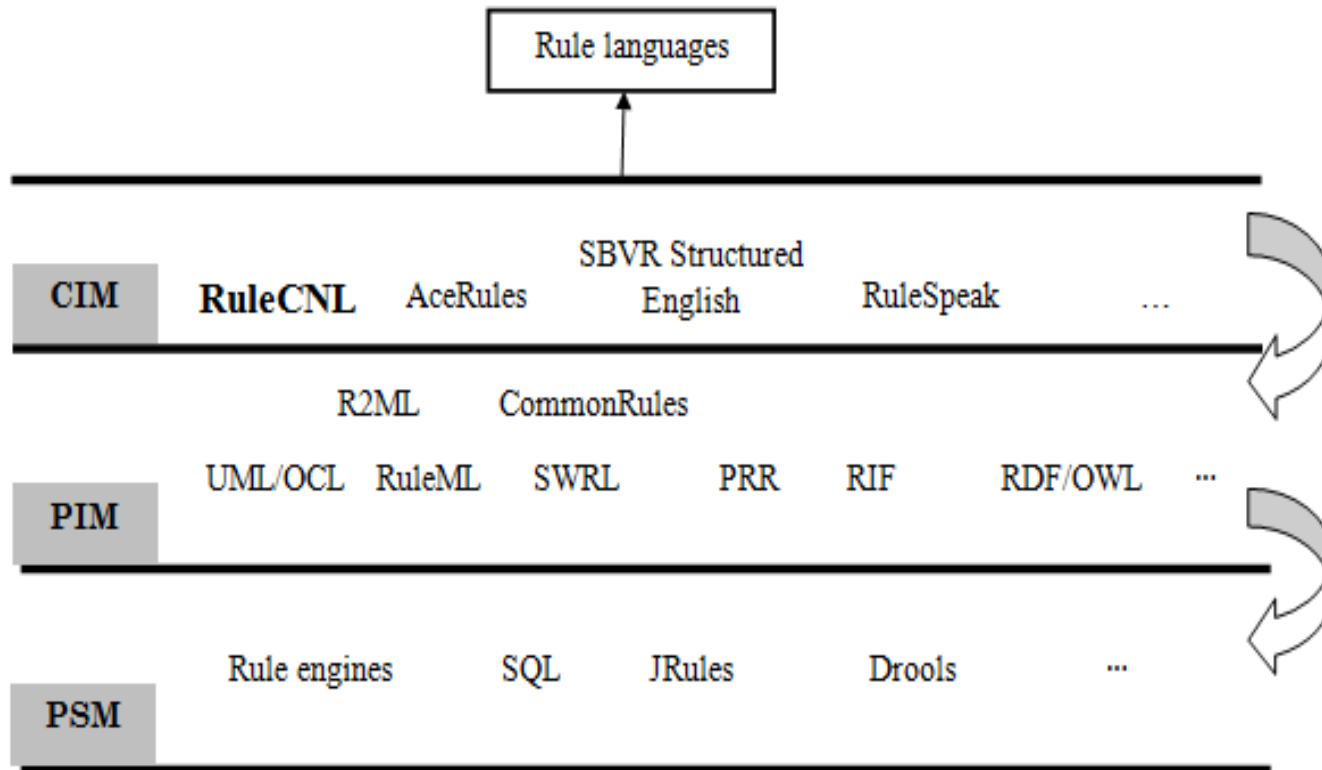 Rule languages
SBVR Structured
CIM RuleCNL AceRules English RuleSpeak …
R2ML CommonRules
UML/OCL RuleML SWRL PRR RIF RDF/OWL ...
PIM
Rule engines SQL JRules Drools ...
PSM